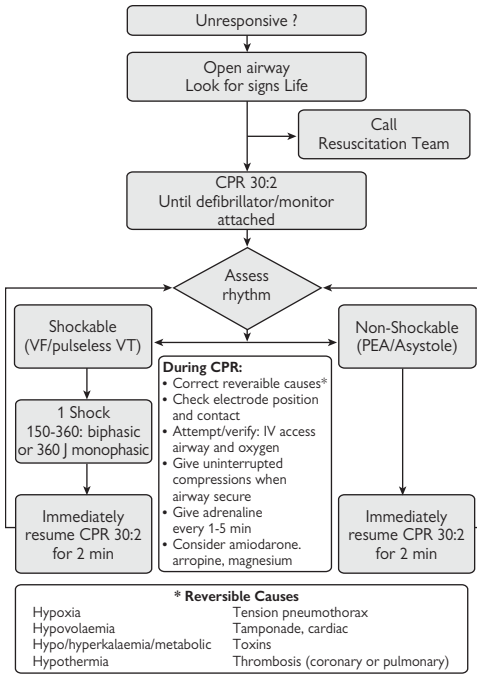 Unresponsive ?
Open airway
Look for signs Life
Call
Resuscitation Team
CPR 30:2
Until defibrillator/monitor
attached
Assess
rhythm
Shockable
(VF/pulseless VT)
Non-Shockable
(PEA/Asystole)
1 Shock
150-360: biphasic
or 360 J monophasic
Immediately
resume CPR 30:2
for 2 min
During CPR:
• Correct reveraible causes*
• Check electrode position
and contact
• Attempt/verify: IV access
airway and oxygen
• Give uninterrupted
compressions when
airway secure
• Give adrenaline
every 1-5 min
• Consider amiodarone.
arropine, magnesium
Immediately
resume CPR 30:2
for 2 min
* Reversible Causes
Hypoxia
Hypovolaemia
Hypo/hyperkalaemia/metabolic
Hypothermia
Tension pneumothorax
Tamponade, cardiac
Toxins
Thrombosis (coronary or pulmonary)